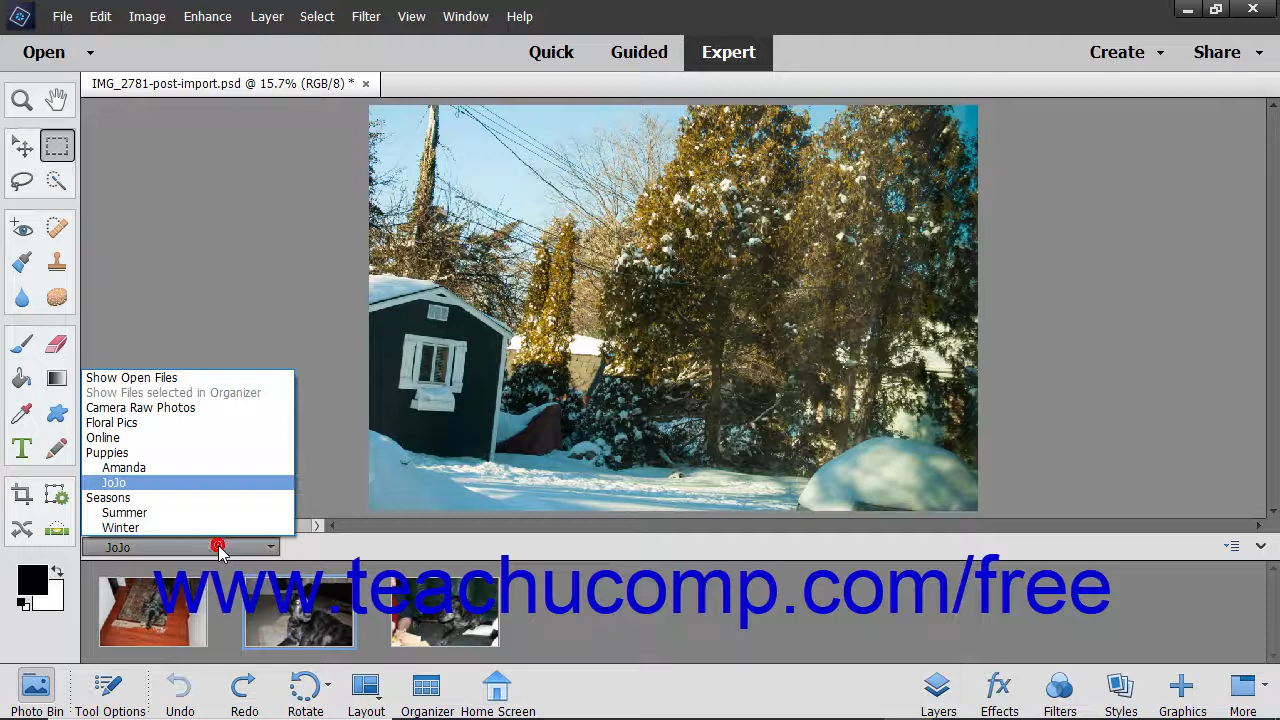 File Edit Image Enhance Layer Select Filter View Window Help
Open Quick Guided Expert Create Share
IMG_2781-post-import.psd @ 15.7% (RGB/8) * ×
Show Open Files
Show Files selected in Organizer
Camera Raw Photos
Floral Pics
Online
Puppies
Amanda
JoJo
Seasons
Summer
Winter
JoJo
www.teachucomp.com/free
Photo Bin Tool Options Undo Redo Rotate Layout Organizer Home Screen Layers Effects Filters Styles Graphics More